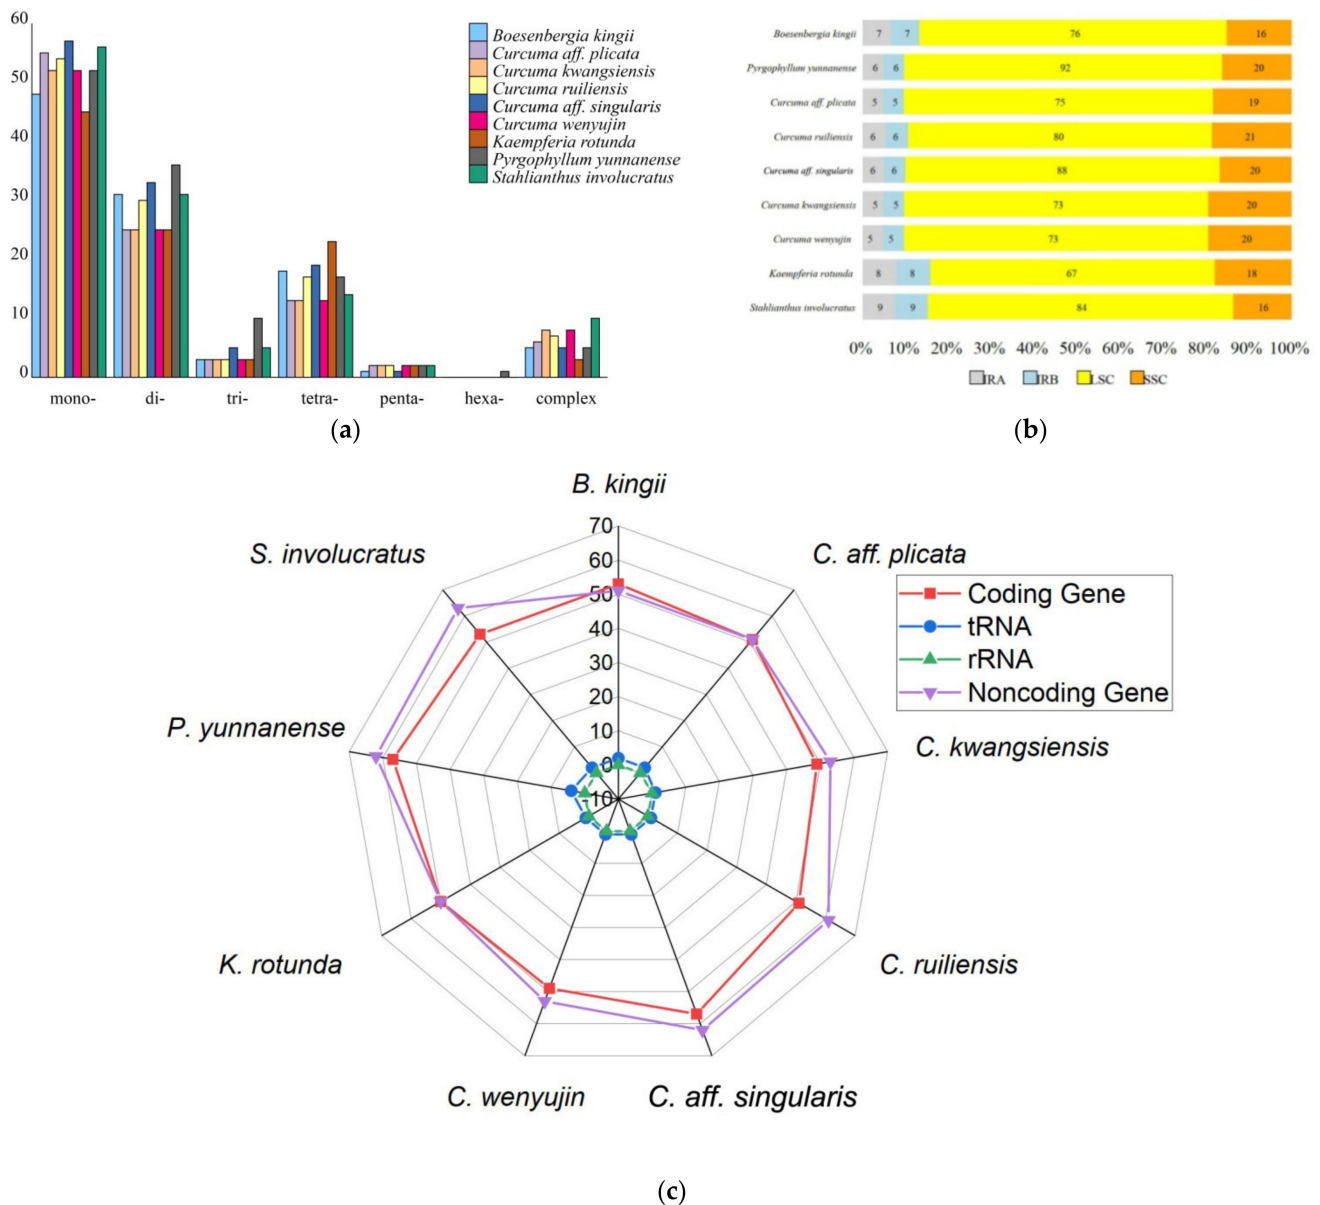 60
50
40
30
20
10
0
Boesenbergia kingii
Curcuma aff. plicata
Curcuma kwangsiensis
Curcuma ruiliensis
Curcuma aff. singularis
Curcuma wenyujin
Kaempferia rotunda
Pyrgophyllum yunnanense
Stahlianthus involucratus
mono- di- tri- tetra- penta- hexa- complex
(a)
Boesenbergia kingii 7 7 76 16
Pyrgophyllum yunnanense 6 6 92 20
Curcuma aff. plicata 5 5 75 19
Curcuma ruiliensis 6 6 80 21
Curcuma aff. singularis 6 6 88 20
Curcuma kwangsiensis 5 5 73 20
Curcuma wenyujin 5 5 73 20
Kaempferia rotunda 8 8 67 18
Stahlianthus involucratus 9 9 84 16
0% 10% 20% 30% 40% 50% 60% 70% 80% 90% 100%
IRA IRB LSC SSC
(b)
B. kingii
C. aff. plicata
C. kwangsiensis
C. ruiliensis
C. aff. singularis
C. wenyujin
K. rotunda
P. yunnanense
S. involucratus
70
60
50
40
30
20
10
0
-10
Coding Gene
tRNA
rRNA
Noncoding Gene
(c)